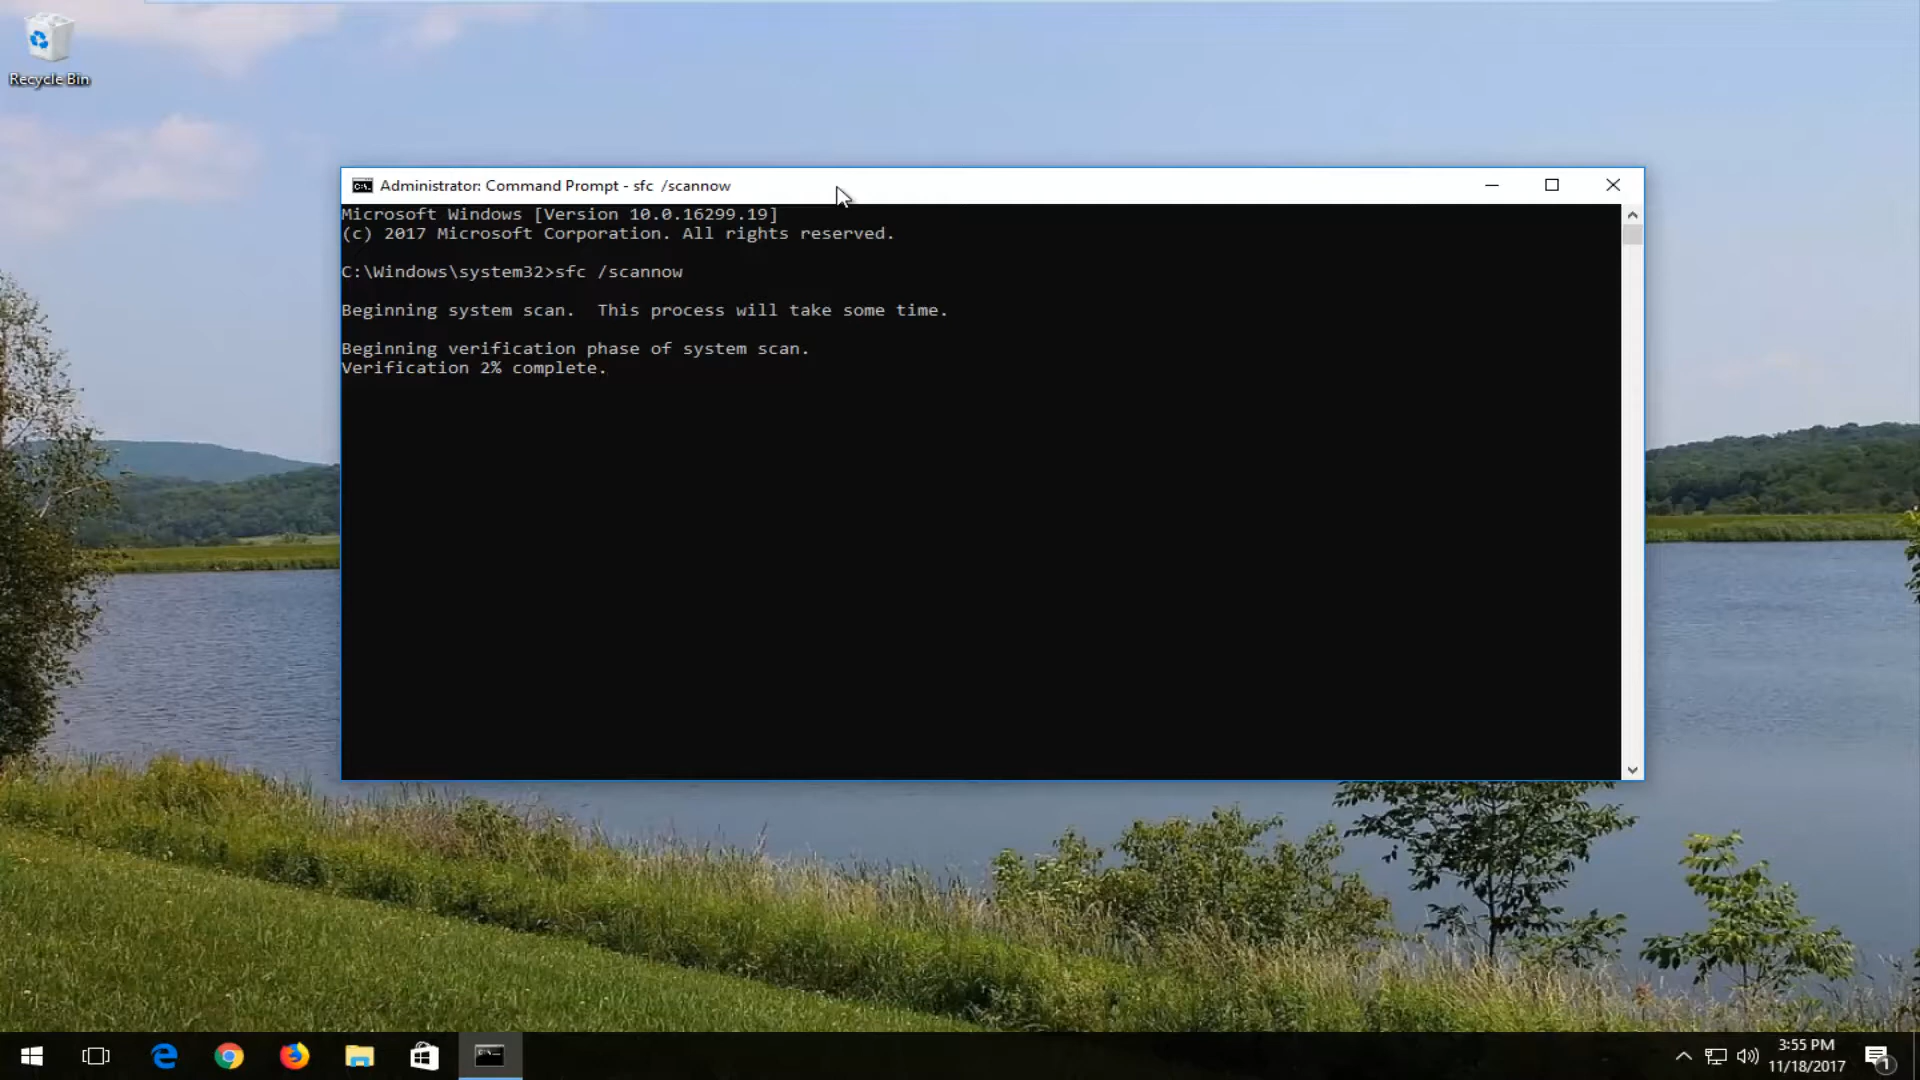 Recycle Bin
Administrator: Command Prompt - sfc  /scannow
Microsoft Windows [Version 10.0.16299.19]
(c) 2017 Microsoft Corporation. All rights reserved.
C:\Windows\system32>sfc /scannow
Beginning system scan.  This process will take some time.
Beginning verification phase of system scan.
Verification 2% complete.
3:55 PM
11/18/2017
1